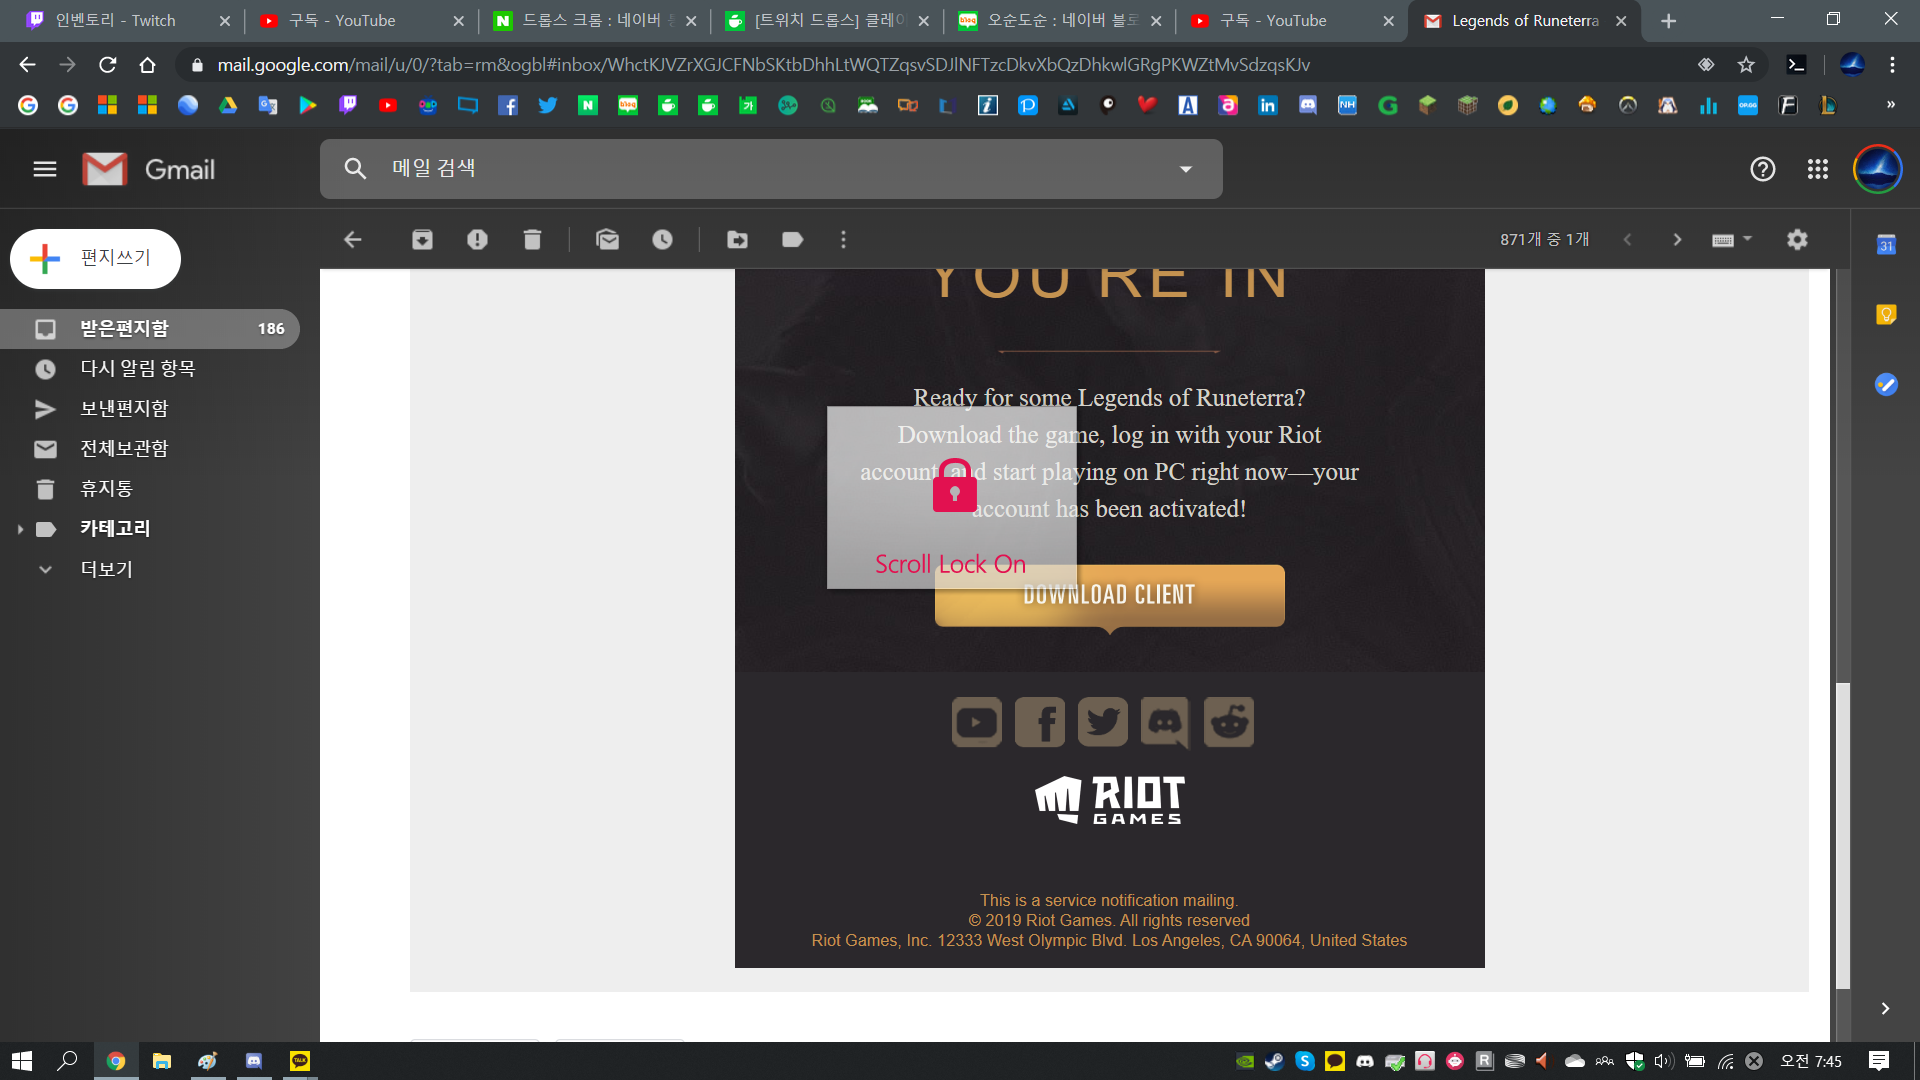 인벤토리 - Twitch
구독 - YouTube
드롭스 크롬 : 네이버
[트위치 드롭스] 클레이
오순도순 : 네이버 블로
구독 - YouTube
Legends of Runeterra
mail.google.com/mail/u/0/?tab=rm&ogbl#inbox/WhctKJVZrXGJCFNbSKtbDhhLtWQTZqsvSDJlNFTzcDkvXbQzDhkwlGRgPKWZtMvSdzqsKJv
Gmail
메일 검색
편지쓰기
871개 중 1개
받은편지함 186
다시 알림 항목
보낸편지함
전체보관함
휴지통
카테고리
더보기
YOU'RE IN
Ready for some Legends of Runeterra?
Download the game, log in with your Riot
account, and start playing on PC right now—your
account has been activated!
Scroll Lock On
DOWNLOAD CLIENT
RIOT
GAMES
This is a service notification mailing.
© 2019 Riot Games. All rights reserved
Riot Games, Inc. 12333 West Olympic Blvd. Los Angeles, CA 90064, United States
오전 7:45